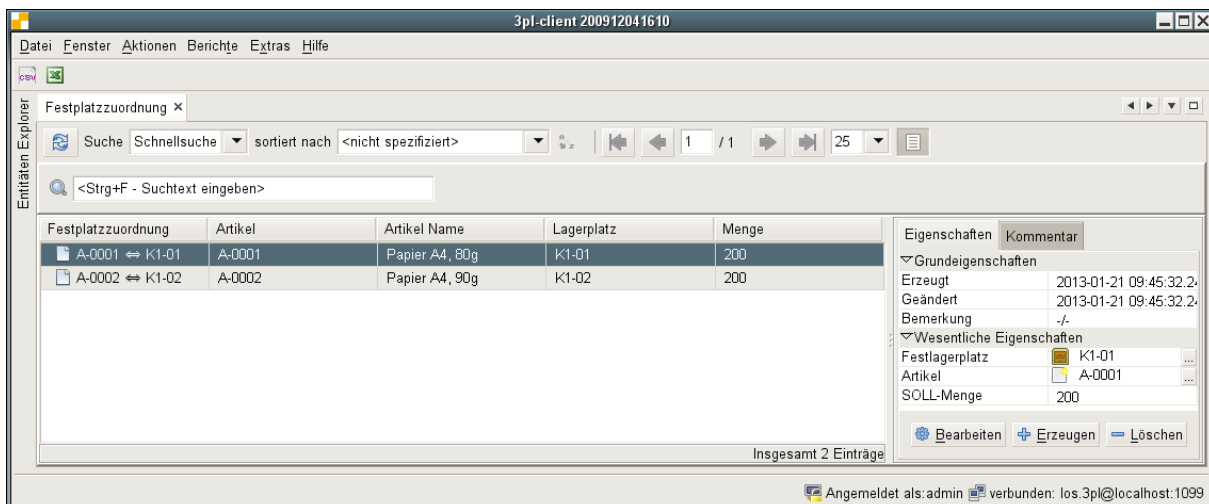 3pl-client 200912041610
Datei Fenster Aktionen Berichte Extras Hilfe
CSV
Entitäten Explorer
Festplatzzuordnung ×
Suche Schnellsuche sortiert nach <nicht spezifiziert> 1 / 1 25
<Strg+F - Suchtext eingeben>
Festplatzzuordnung Artikel Artikel Name Lagerplatz Menge
A-0001 ⇔ K1-01 A-0001 Papier A4, 80g K1-01 200
A-0002 ⇔ K1-02 A-0002 Papier A4, 90g K1-02 200
Insgesamt 2 Einträge
Eigenschaften Kommentar
Grundeigenschaften
Erzeugt 2013-01-21 09:45:32.2
Geändert 2013-01-21 09:45:32.2
Bemerkung -/-
Wesentliche Eigenschaften
Festlagerplatz K1-01 ...
Artikel A-0001 ...
SOLL-Menge 200
Bearbeiten Erzeugen Löschen
Angemeldet als:admin verbunden: los.3pl@localhost:1099